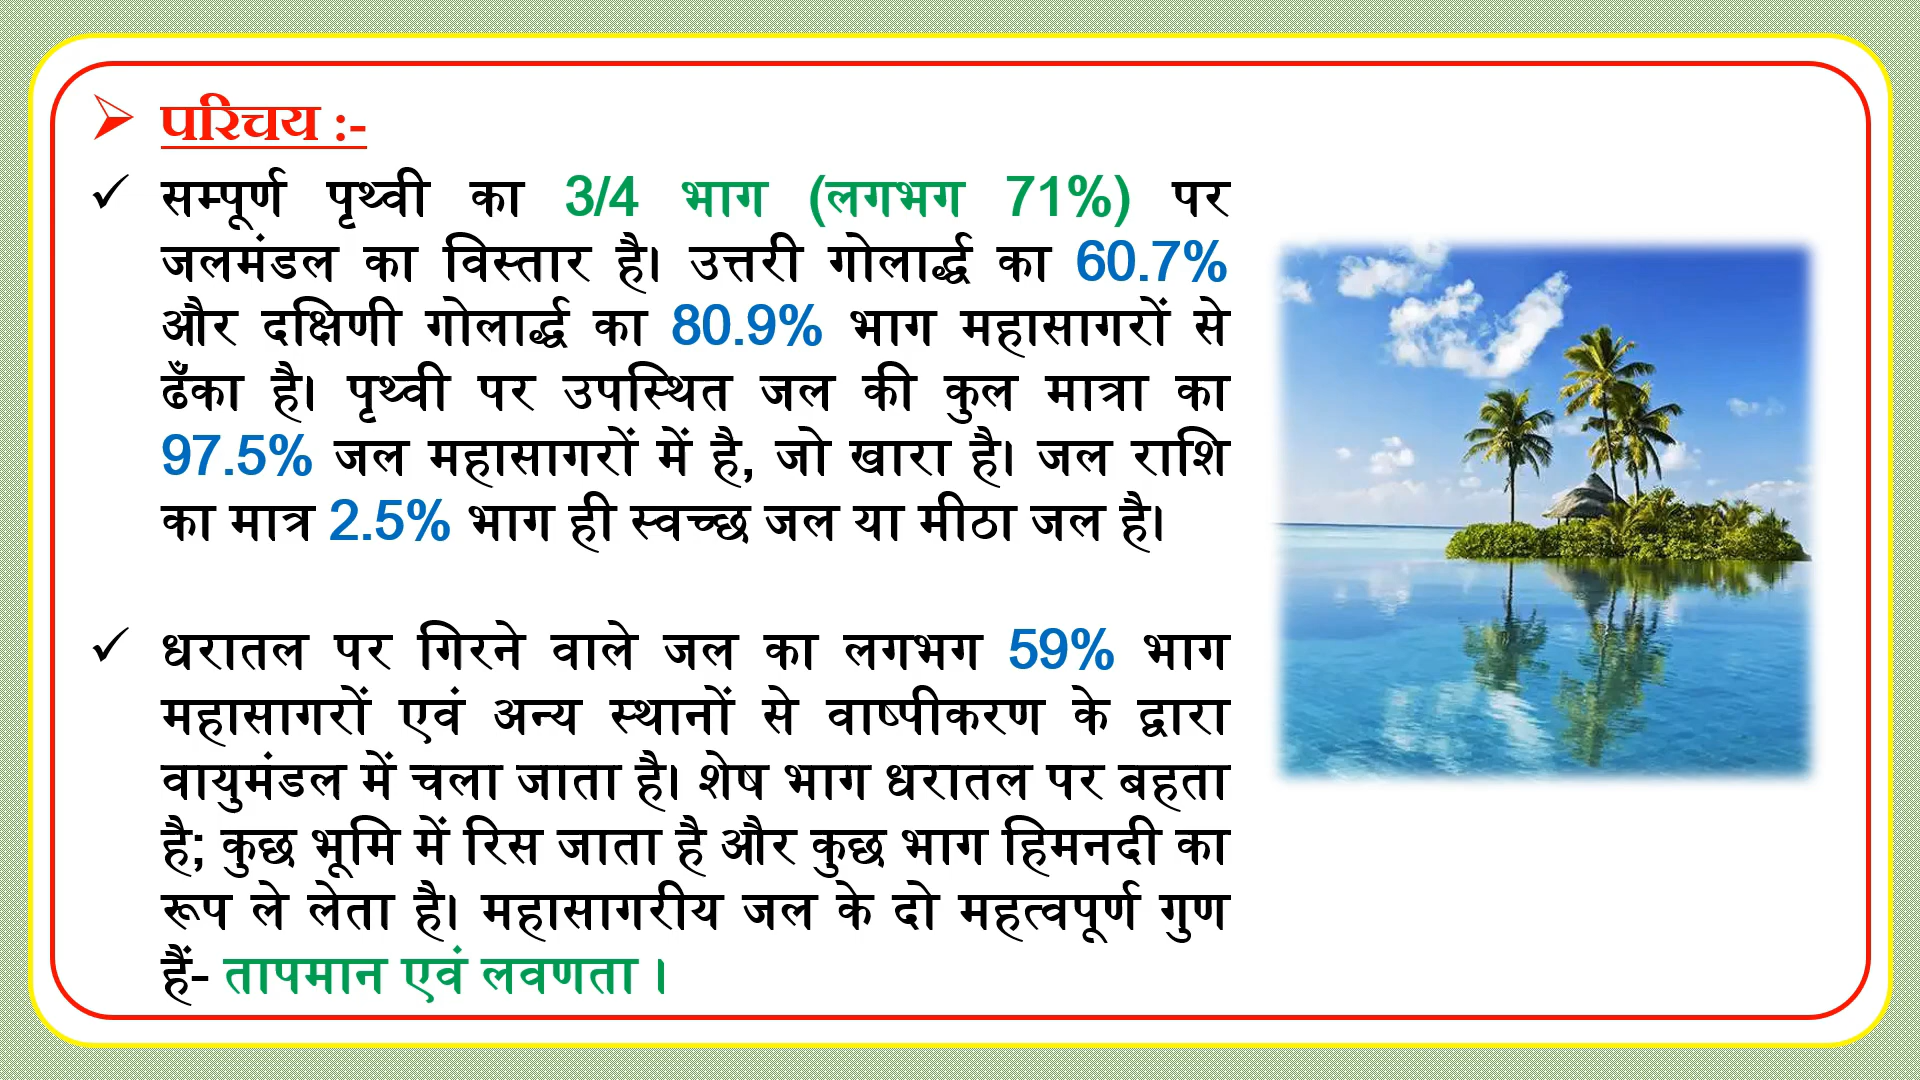 परिचय :-
सम्पूर्ण पृथ्वी का 3/4 भाग (लगभग 71%) पर
जलमंडल का विस्तार है। उत्तरी गोलार्द्ध का 60.7%
और दक्षिणी गोलार्द्ध का 80.9% भाग महासागरों से
ढँका है। पृथ्वी पर उपस्थित जल की कुल मात्रा का
97.5% जल महासागरों में है, जो खारा है। जल राशि
का मात्र 2.5% भाग ही स्वच्छ जल या मीठा जल है।
धरातल पर गिरने वाले जल का लगभग 59% भाग
महासागरों एवं अन्य स्थानों से वाष्पीकरण के द्वारा
वायुमंडल में चला जाता है। शेष भाग धरातल पर बहता
है; कुछ भूमि में रिस जाता है और कुछ भाग हिमनदी का
रूप ले लेता है। महासागरीय जल के दो महत्वपूर्ण गुण
हैं- तापमान एवं लवणता ।